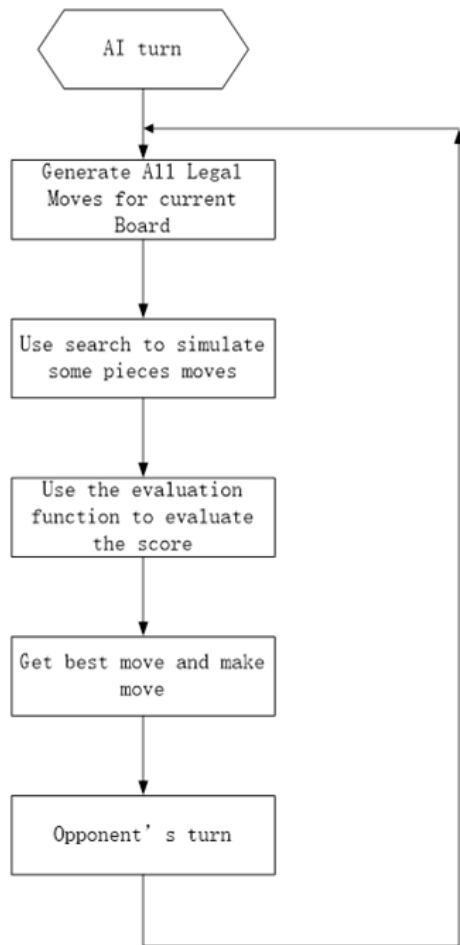 AI turn
Generate All Legal
Moves for current
Board
Use search to simulate
some pieces moves
Use the evaluation
function to evaluate
the score
Get best move and make
move
Opponent’s turn